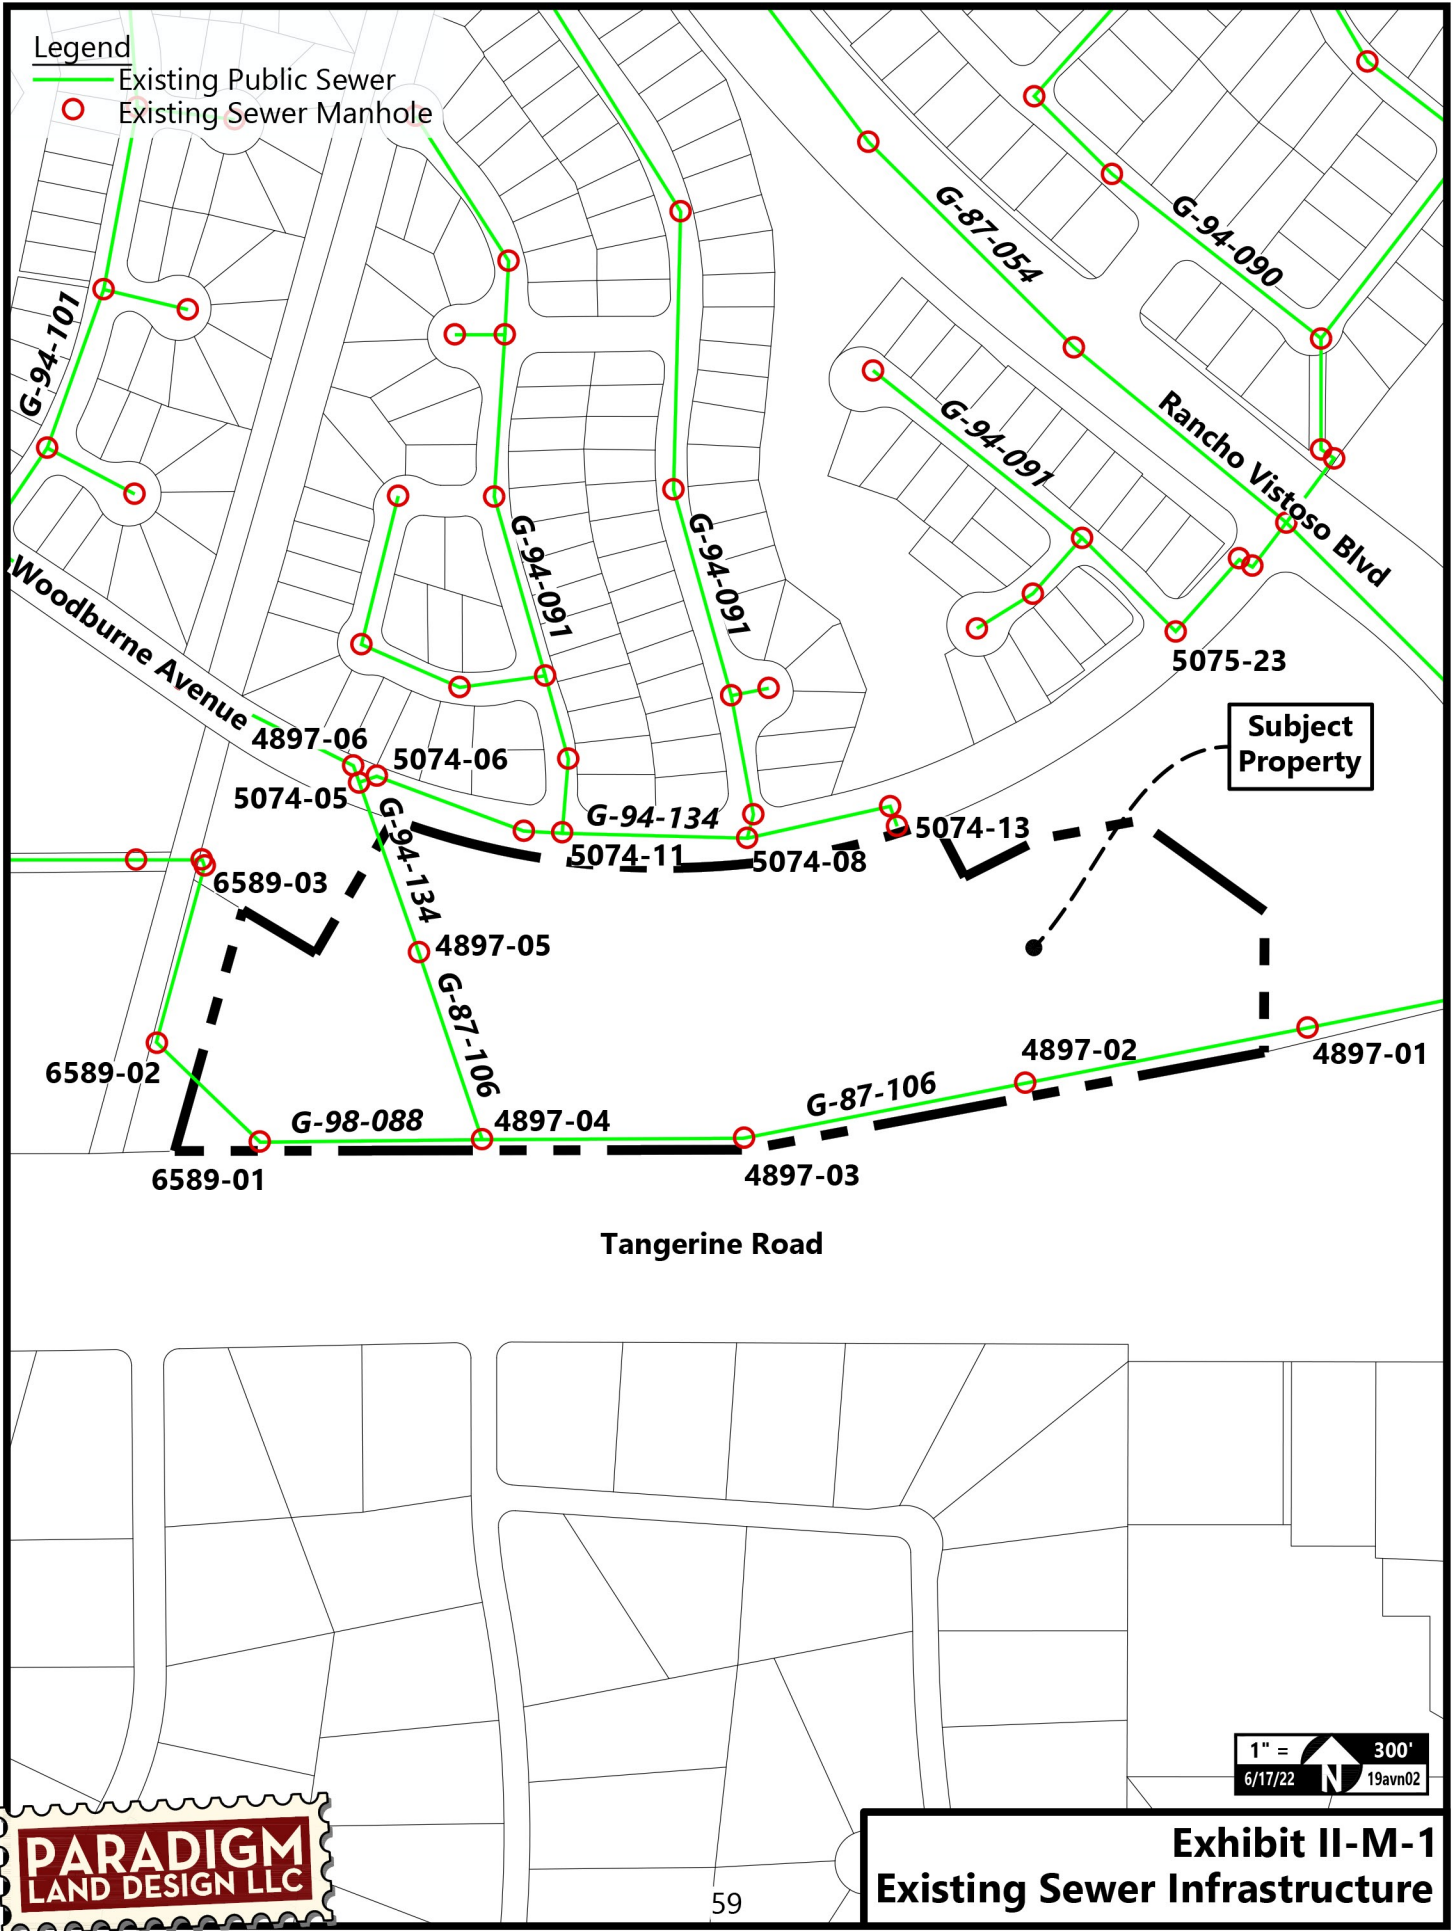 Legend
Existing Public Sewer
Existing Sewer Manhole
G-87-054
G-94-090
G-94-101
G-94-091
Rancho Vistoso Blvd
G-94-091
G-94-091
Woodburne Avenue
5075-23
Subject
Property
4897-06
5074-06
5074-05
G-94-134
G-94-134
5074-13
5074-11
5074-08
6589-03
4897-05
G-87-106
4897-02
4897-01
6589-02
G-87-106
G-98-088
4897-04
6589-01
4897-03
Tangerine Road
1" = 300'
6/17/22 N 19avn02
PARADIGM
LAND DESIGN LLC
Exhibit II-M-1
Existing Sewer Infrastructure
59